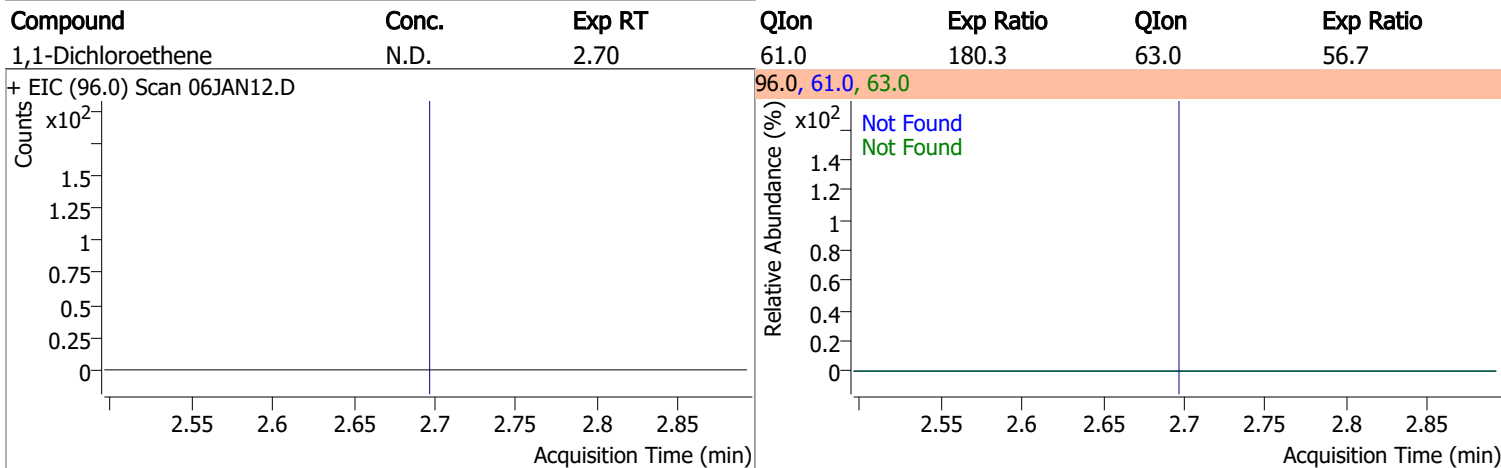 Compound Conc. Exp RT QIon Exp Ratio QIon Exp Ratio
1,1-Dichloroethene N.D. 2.70 61.0 180.3 63.0 56.7
+ EIC (96.0) Scan 06JAN12.D
Counts
x10²
1.5
1.25
1
0.75
0.5
0.25
0
2.55 2.6 2.65 2.7 2.75 2.8 2.85
Acquisition Time (min)
96.0, 61.0, 63.0
Relative Abundance (%)
x10²
Not Found
Not Found
1.4
1.2
1
0.8
0.6
0.4
0.2
0
2.55 2.6 2.65 2.7 2.75 2.8 2.85
Acquisition Time (min)